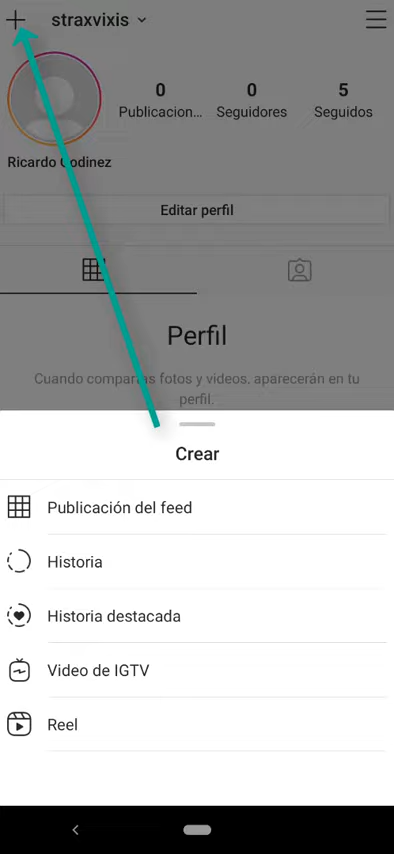 straxvixis
0 0 5
Publicacion... Seguidores Seguidos
Ricardo Godinez
Editar perfil
Perfil
Cuando compartas fotos y videos, aparecerán en tu
perfil.
Crear
Publicación del feed
Historia
Historia destacada
Video de IGTV
Reel